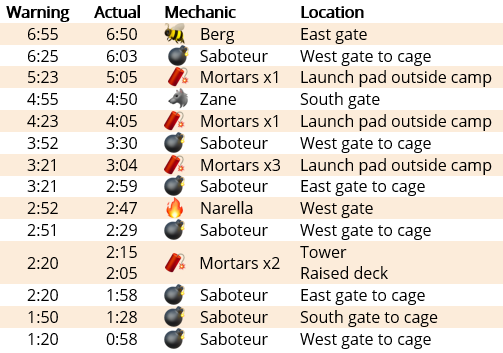 Warning Actual Mechanic Location
6:55 6:50 Berg East gate
6:25 6:03 Saboteur West gate to cage
5:23 5:05 Mortars x1 Launch pad outside camp
4:55 4:50 Zane South gate
4:23 4:05 Mortars x1 Launch pad outside camp
3:52 3:30 Saboteur West gate to cage
3:21 3:04 Mortars x3 Launch pad outside camp
3:21 2:59 Saboteur East gate to cage
2:52 2:47 Narella West gate
2:51 2:29 Saboteur West gate to cage
2:20 2:15 Mortars x2 Tower
2:05 Raised deck
2:20 1:58 Saboteur East gate to cage
1:50 1:28 Saboteur South gate to cage
1:20 0:58 Saboteur West gate to cage